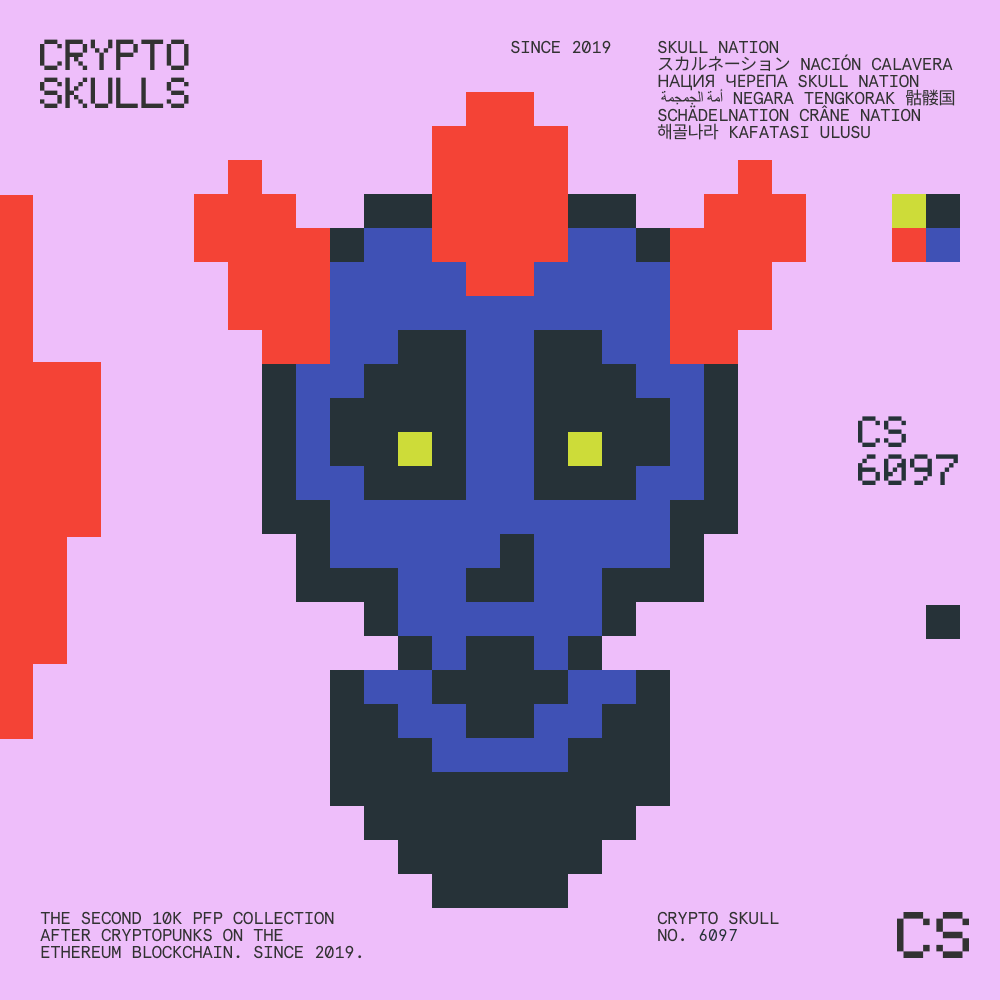 CRYPTO
SKULLS
SINCE 2019
SKULL NATION
スカルネーション NACIÓN CALAVERA
НАЦИЯ ЧЕРЕПА SKULL NATION
أمة الجمجمة NEGARA TENGKORAK 骷髅国
SCHÄDELNATION CRÂNE NATION
해골나라 KAFATASI ULUSU
CS
6097
THE SECOND 10K PFP COLLECTION
AFTER CRYPTOPUNKS ON THE
ETHEREUM BLOCKCHAIN. SINCE 2019.
CRYPTO SKULL
NO. 6097
CS